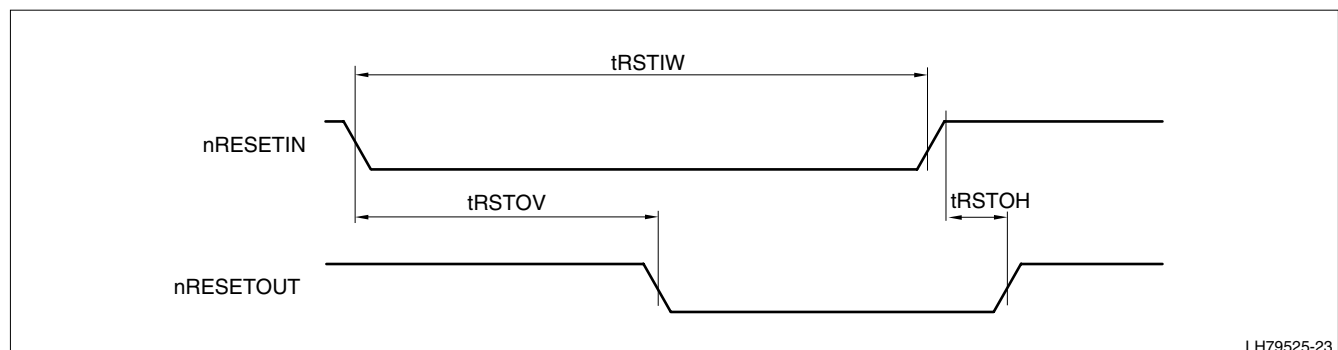 tRSTIW
nRESETIN
tRSTOV
tRSTOH
nRESETOUT
LH79525-23